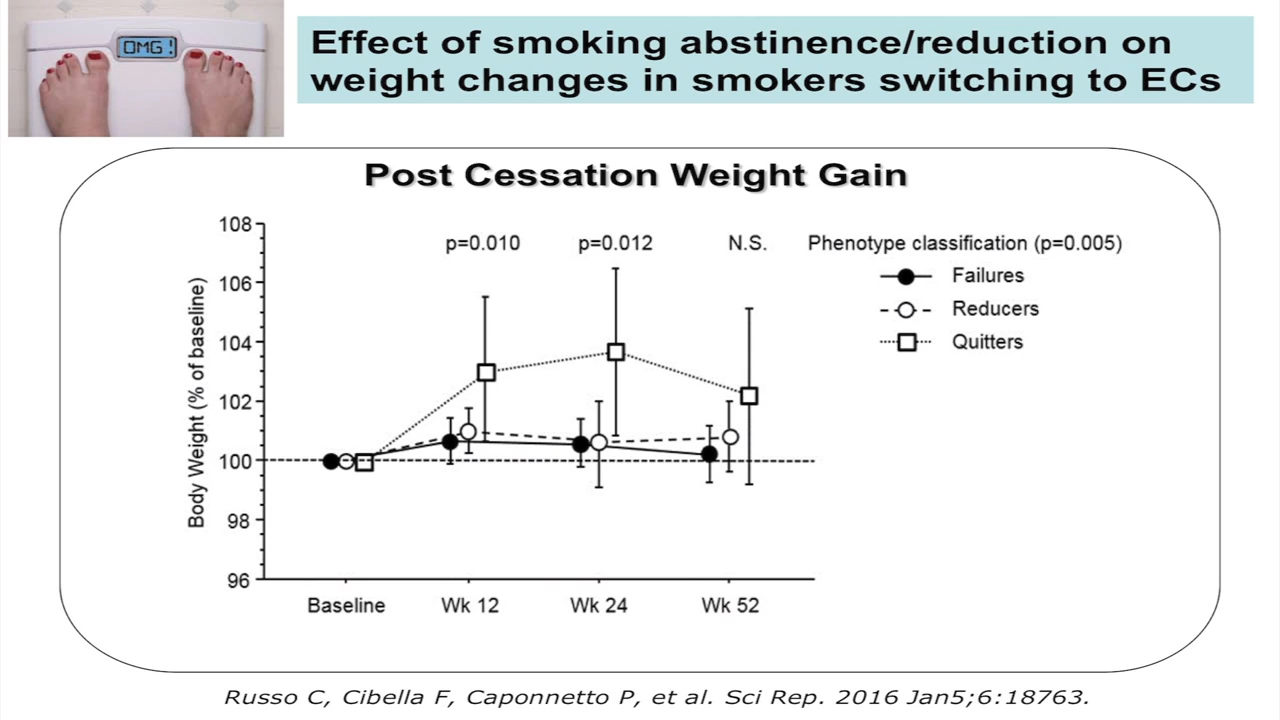 OMG!
Effect of smoking abstinence/reduction on
weight changes in smokers switching to ECs
Post Cessation Weight Gain
108
106
104
102
100
98
96
Body Weight (% of baseline)
p=0.010
p=0.012
N.S.
Phenotype classification (p=0.005)
Failures
Reducers
Quitters
Baseline
Wk 12
Wk 24
Wk 52
Russo C, Cibella F, Caponnetto P, et al. Sci Rep. 2016 Jan5;6:18763.